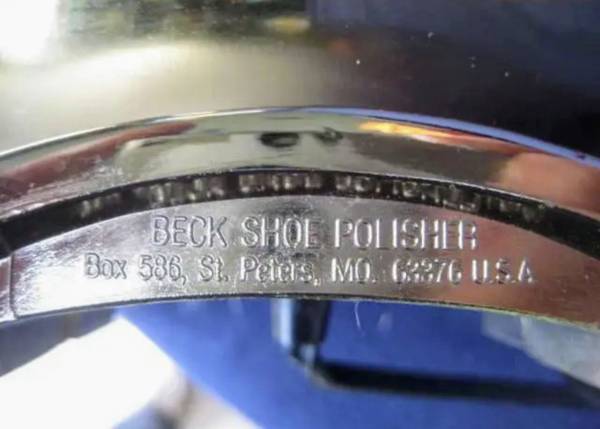 BECK SHOE POLISHER
Box 586, St. Peters, MO. 63376 U.S.A